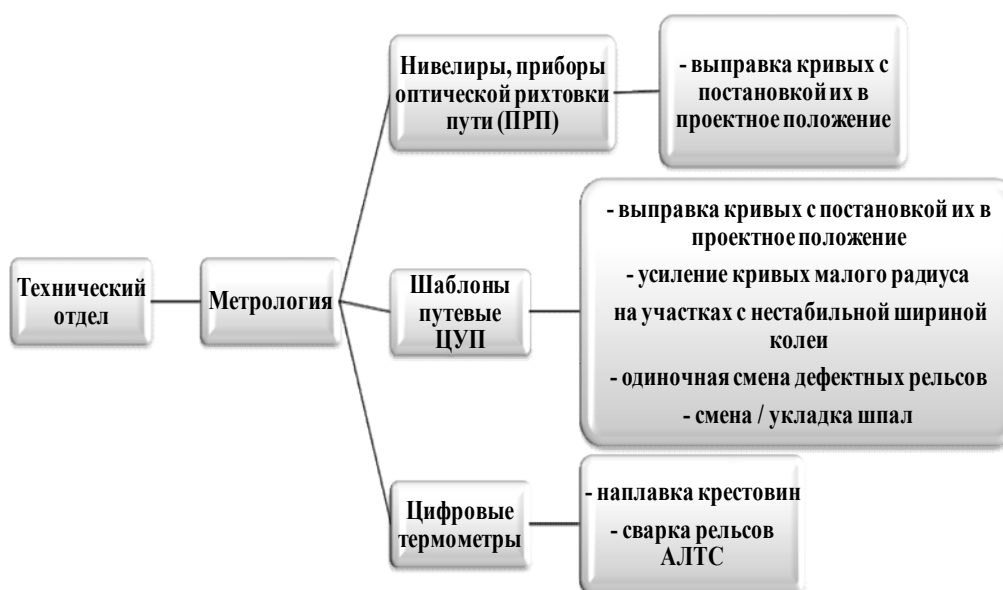 Технический
отдел
Метрология
Нивелиры, приборы
оптической рихтовки
пути (ПРП)
- выправка кривых с
постановкой их в
проектное положение
Шаблоны
путевые
ЦУП
- выправка кривых с постановкой их в
проектное положение
- усиление кривых малого радиуса
на участках с нестабильной шириной
колеи
- одиночная смена дефектных рельсов
- смена / укладка шпал
Цифровые
термометры
- наплавка крестовин
- сварка рельсов
АЛТС